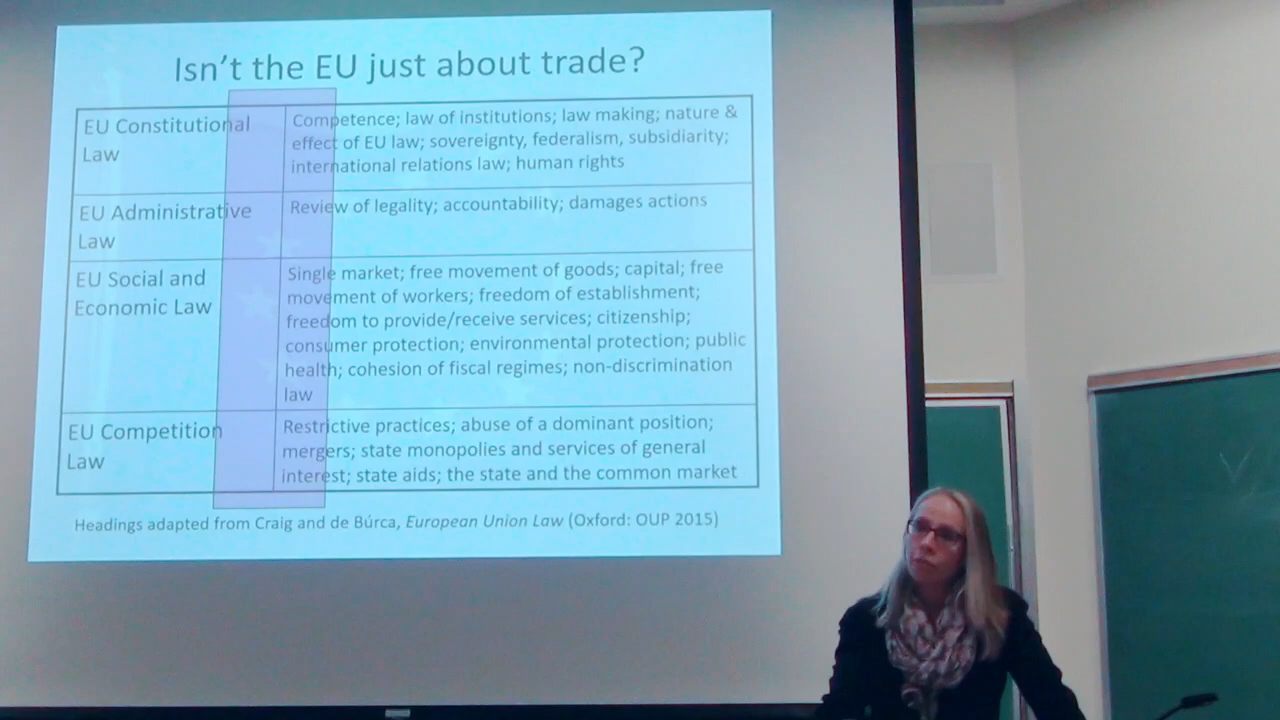 Isn't the EU just about trade?
EU Constitutional
Law
Competence; law of institutions; law making; nature &
effect of EU law; sovereignty, federalism, subsidiarity;
international relations law; human rights
EU Administrative
Law
Review of legality; accountability; damages actions
EU Social and
Economic Law
Single market; free movement of goods; capital; free
movement of workers; freedom of establishment;
freedom to provide/receive services; citizenship;
consumer protection; environmental protection; public
health; cohesion of fiscal regimes; non-discrimination
law
EU Competition
Law
Restrictive practices; abuse of a dominant position;
mergers; state monopolies and services of general
interest; state aids; the state and the common market
Headings adapted from Craig and de Búrca, European Union Law (Oxford: OUP 2015)